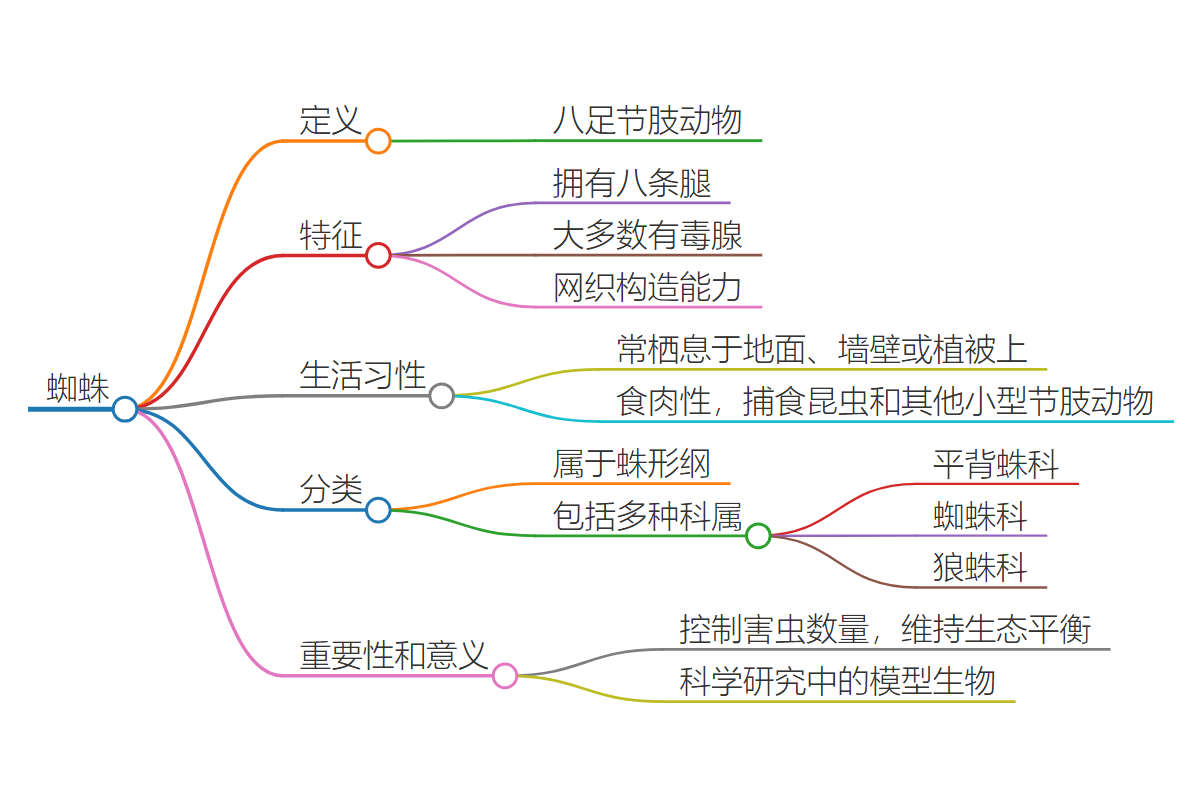 蜘蛛
定义
八足节肢动物
特征
拥有八条腿
大多数有毒腺
网织构造能力
生活习性
常栖息于地面、墙壁或植被上
食肉性，捕食昆虫和其他小型节肢动物
分类
属于蛛形纲
包括多种科属
平背蛛科
蜘蛛科
狼蛛科
重要性和意义
控制害虫数量，维持生态平衡
科学研究中的模型生物